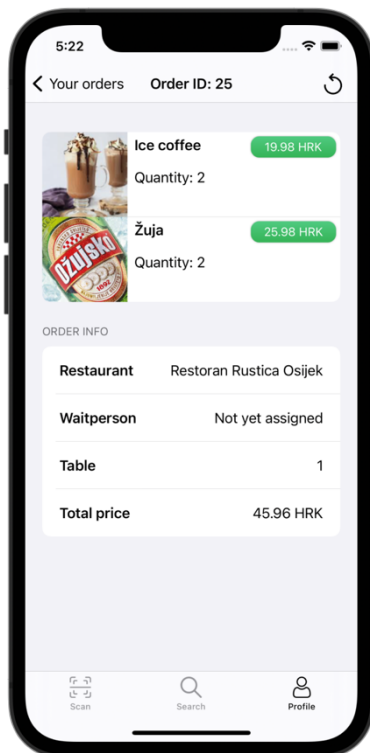 5:22
Your orders Order ID: 25
Ice coffee 19.98 HRK
Quantity: 2
Žuja 25.98 HRK
Quantity: 2
OŽUJSKO
1892
ORDER INFO
Restaurant Restoran Rustica Osijek
Waitperson Not yet assigned
Table 1
Total price 45.96 HRK
Scan Search Profile